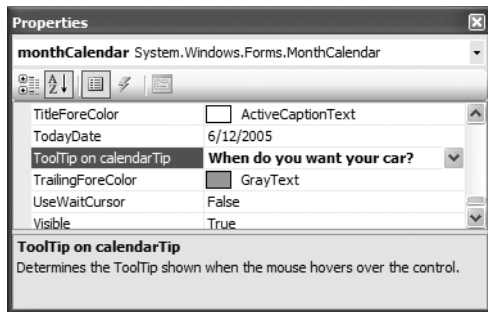 Properties
monthCalendar System.Windows.Forms.MonthCalendar
TitleForeColor ActiveCaptionText
TodayDate 6/12/2005
ToolTip on calendarTip When do you want your car?
TrailingForeColor GrayText
UseWaitCursor False
Visible True
ToolTip on calendarTip
Determines the ToolTip shown when the mouse hovers over the control.